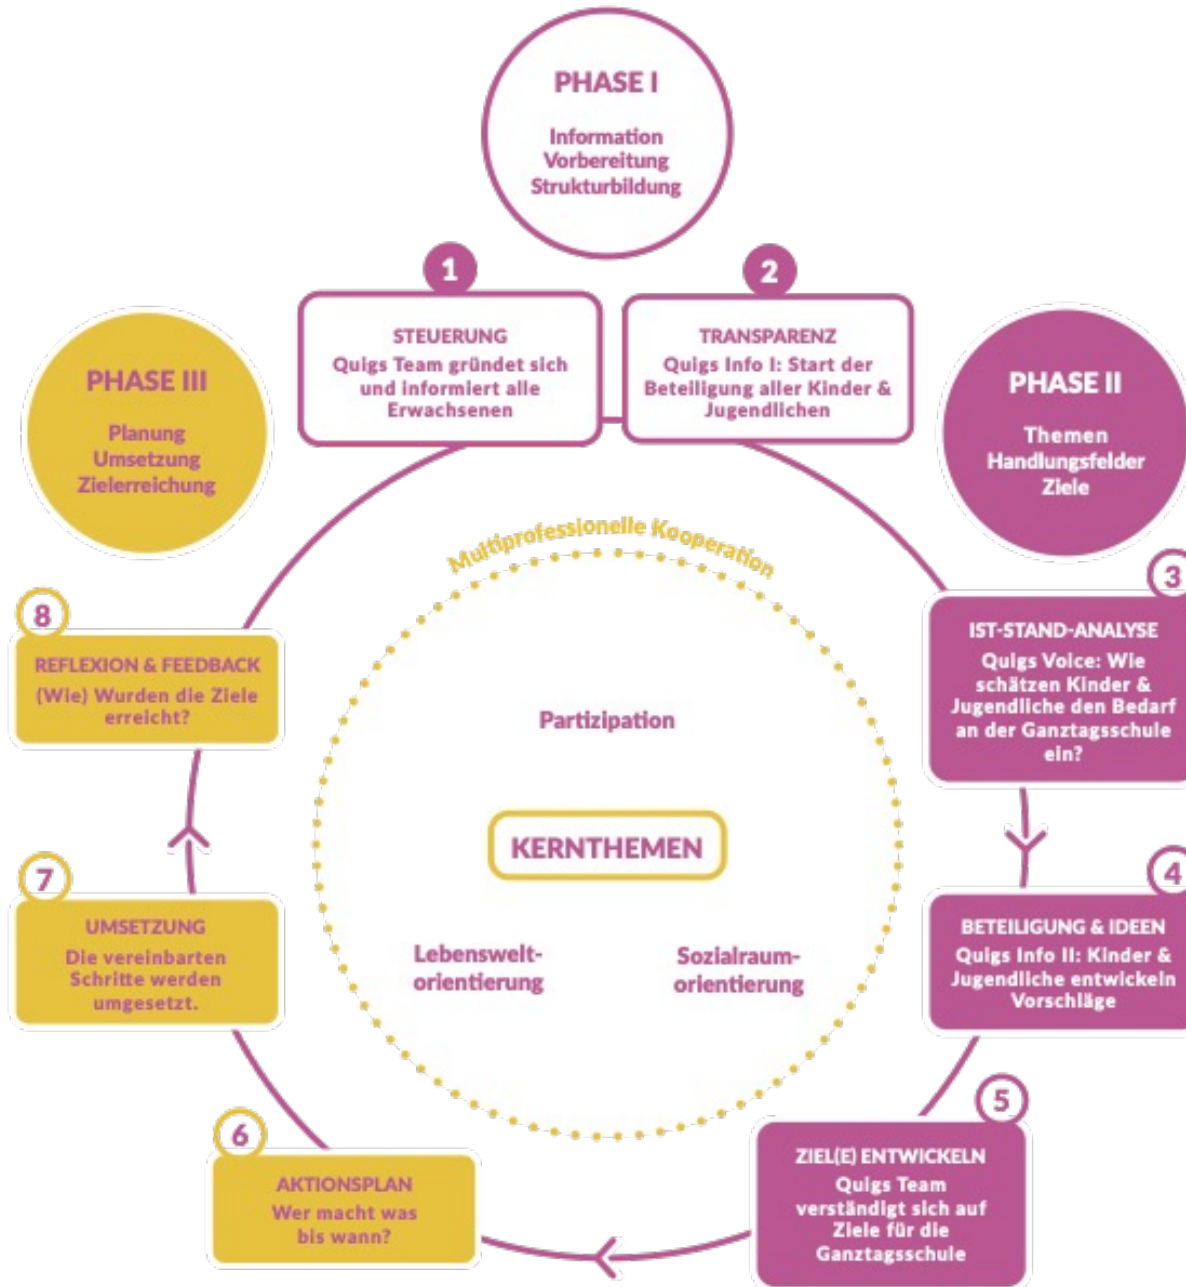 PHASE I
Information
Vorbereitung
Strukturbildung
1
STEUERUNG
Quigs Team gründet sich
und informiert alle
Erwachsenen
2
TRANSPARENZ
Quigs Info I: Start der
Beteiligung aller Kinder &
Jugendlichen
PHASE II
Themen
Handlungsfelder
Ziele
3
IST-STAND-ANALYSE
Quigs Voice: Wie
schätzen Kinder &
Jugendliche den Bedarf
an der Ganztagsschule
ein?
4
BETEILIGUNG & IDEEN
Quigs Info II: Kinder &
Jugendliche entwickeln
Vorschläge
5
ZIEL(E) ENTWICKELN
Quigs Team
verständigt sich auf
Ziele für die
Ganztagsschule
PHASE III
Planung
Umsetzung
Zielerreichung
6
AKTIONSPLAN
Wer macht was
bis wann?
7
UMSETZUNG
Die vereinbarten
Schritte werden
umgesetzt.
8
REFLEXION & FEEDBACK
(Wie) Wurden die Ziele
erreicht?
Multiprofessionelle Kooperation
Partizipation
KERNTHEMEN
Lebenswelt-
orientierung
Sozialraum-
orientierung